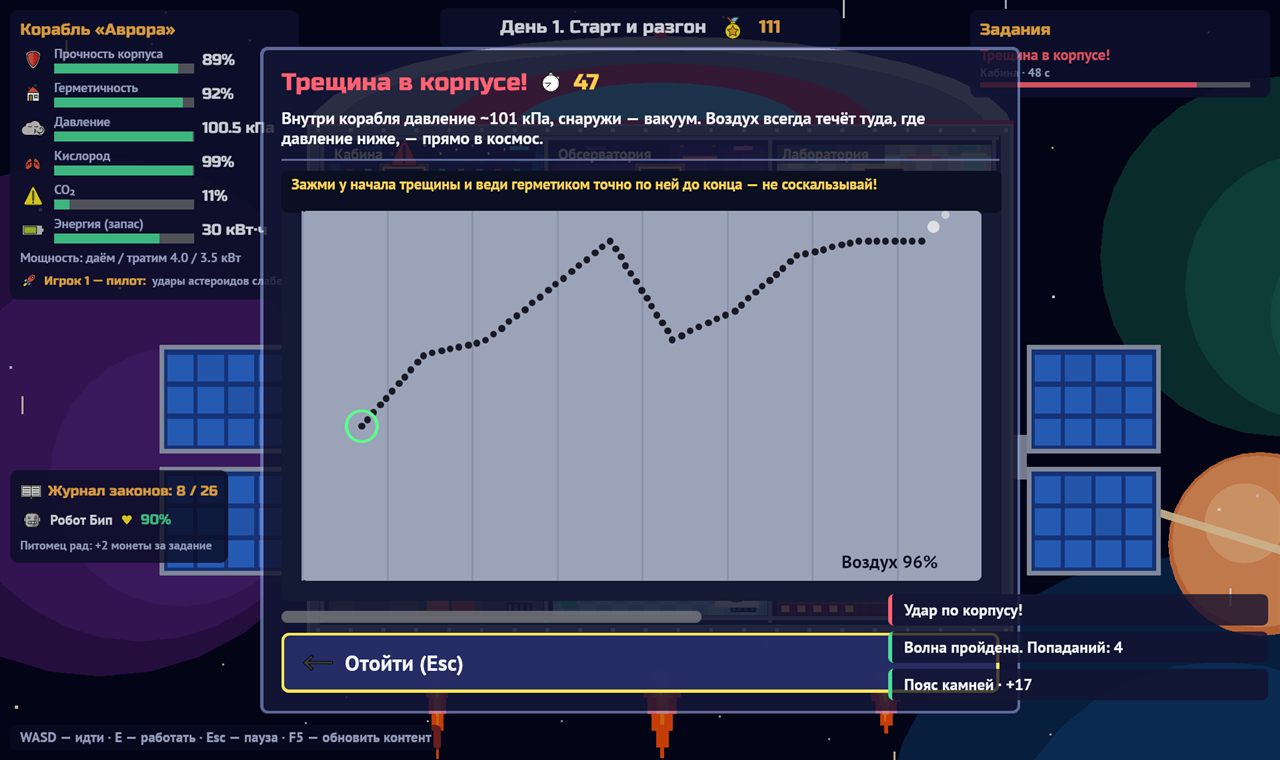 Корабль «Аврора»
Прочность корпуса
89%
Герметичность
92%
Давление
100.5 кПа
Кислород
99%
CO₂
11%
Энергия (запас)
30 кВт·ч
Мощность: даём / тратим 4.0 / 3.5 кВт
Игрок 1 — пилот: удары астероидов слабе
День 1. Старт и разгон
111
Задания
Трещина в корпусе!
Кабина · 48 с
Трещина в корпусе!
47
Внутри корабля давление ~101 кПа, снаружи — вакуум. Воздух всегда течёт туда, где
давление ниже, — прямо в космос.
Кабина
Обсерватория
Лаборатория
Зажми у начала трещины и веди герметиком точно по ней до конца — не соскальзывай!
Воздух 96%
Журнал законов: 8 / 26
Робот Бип
90%
Питомец рад: +2 монеты за задание
← Отойти (Esc)
Удар по корпусу!
Волна пройдена. Попаданий: 4
Пояс камней · +17
WASD — идти · E — работать · Esc — пауза · F5 — обновить контент